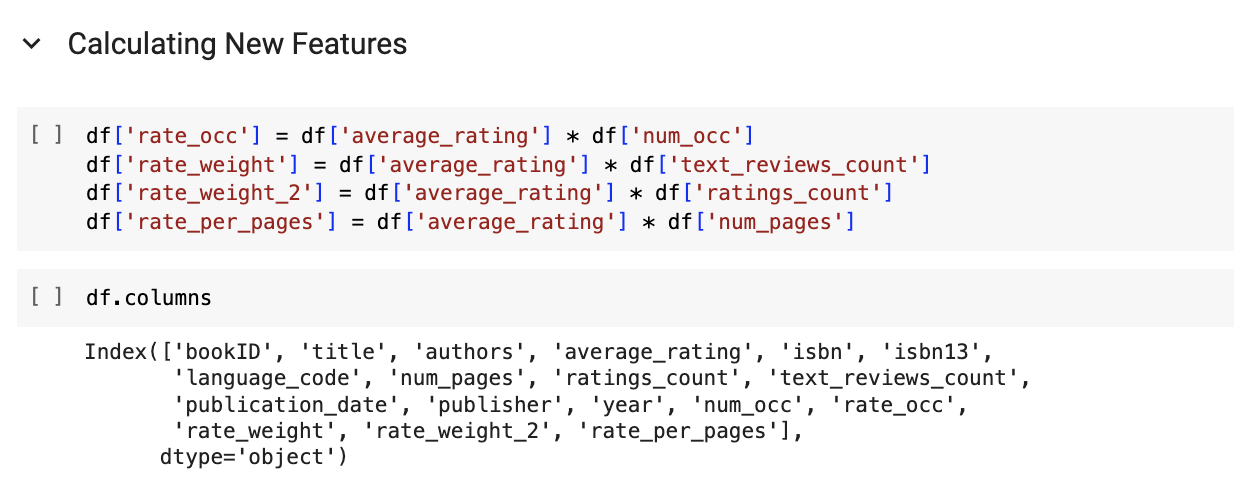 Calculating New Features
[ ] df['rate_occ'] = df['average_rating'] * df['num_occ']
df['rate_weight'] = df['average_rating'] * df['text_reviews_count']
df['rate_weight_2'] = df['average_rating'] * df['ratings_count']
df['rate_per_pages'] = df['average_rating'] * df['num_pages']
[ ] df.columns
Index(['bookID', 'title', 'authors', 'average_rating', 'isbn', 'isbn13',
'language_code', 'num_pages', 'ratings_count', 'text_reviews_count',
'publication_date', 'publisher', 'year', 'num_occ', 'rate_occ',
'rate_weight', 'rate_weight_2', 'rate_per_pages'],
dtype='object')